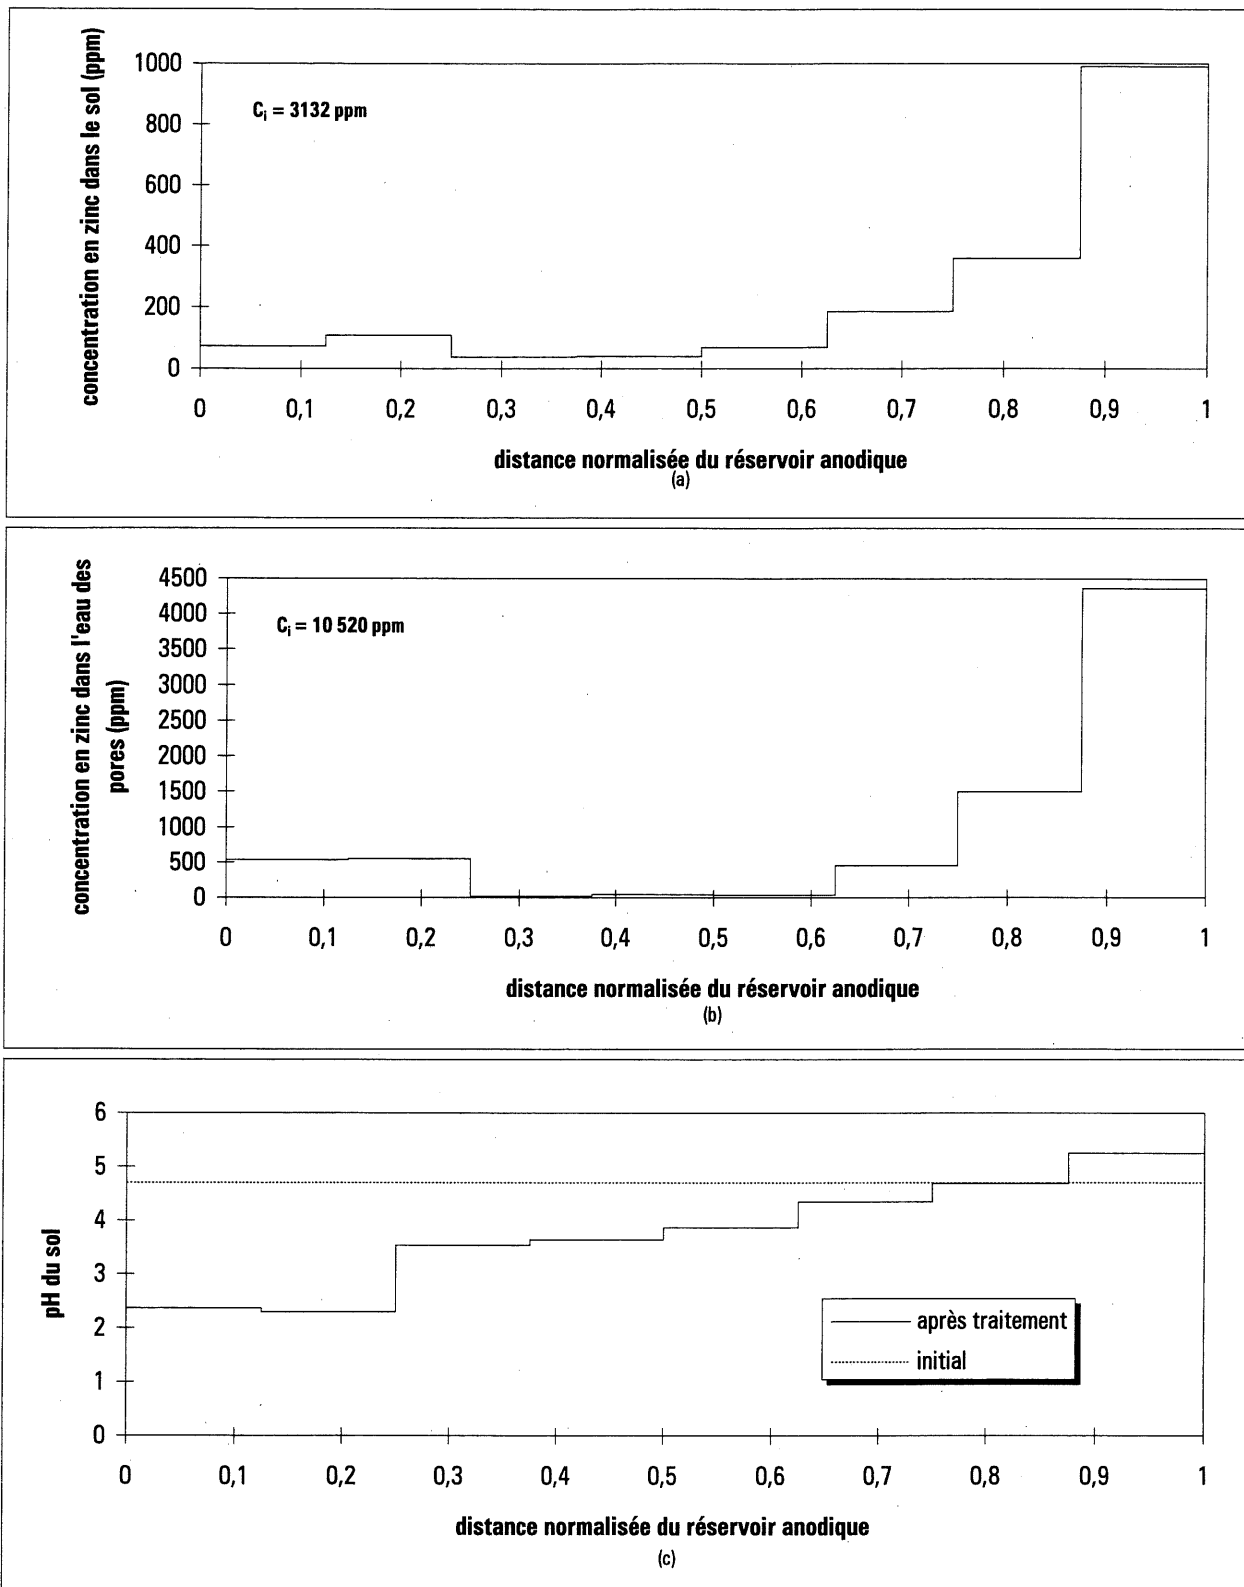 concentration en zinc dans le sol (ppm)
1000
800
600
400
200
0
Ci = 3132 ppm
0 0,1 0,2 0,3 0,4 0,5 0,6 0,7 0,8 0,9 1
distance normalisée du réservoir anodique
(a)
concentration en zinc dans l'eau des
pores (ppm)
4500
4000
3500
3000
2500
2000
1500
1000
500
0
Ci = 10 520 ppm
0 0,1 0,2 0,3 0,4 0,5 0,6 0,7 0,8 0,9 1
distance normalisée du réservoir anodique
(b)
pH du sol
6
5
4
3
2
1
0
après traitement
initial
0 0,1 0,2 0,3 0,4 0,5 0,6 0,7 0,8 0,9 1
distance normalisée du réservoir anodique
(c)